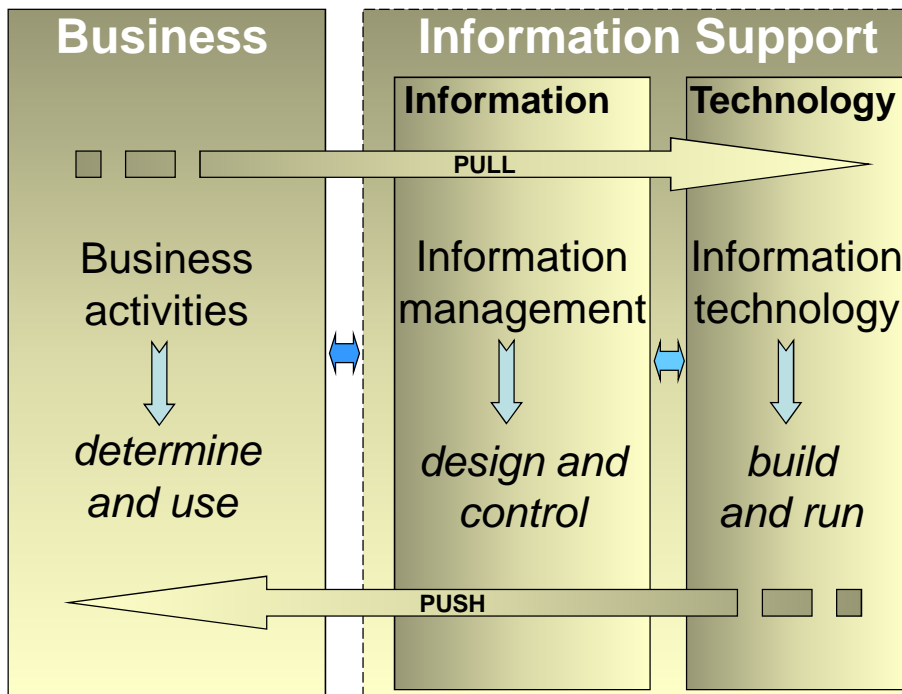 Business
Information Support
Information
Technology
PULL
Business
activities
Information
management
Information
technology
determine
and use
design and
control
build
and run
PUSH